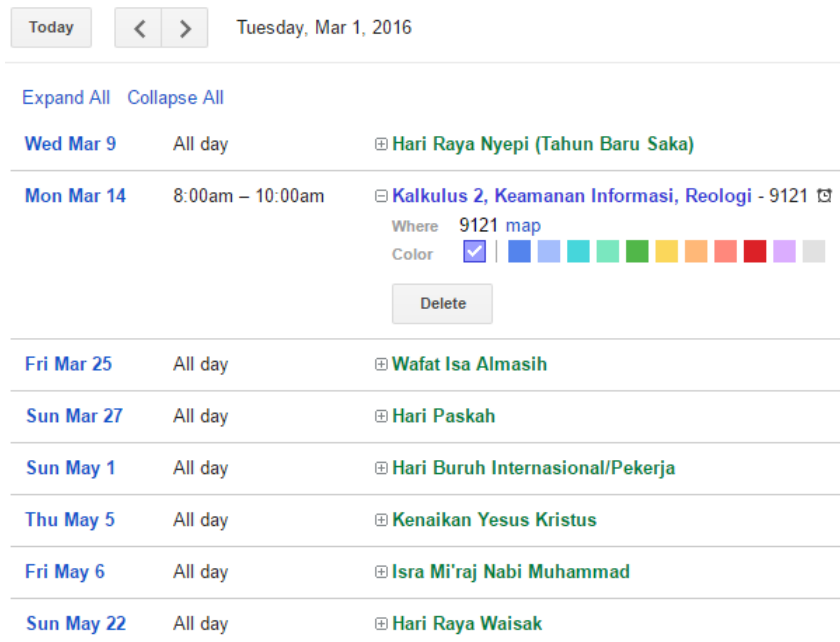 Today Tuesday, Mar 1, 2016
Expand All Collapse All
Wed Mar 9 All day Hari Raya Nyepi (Tahun Baru Saka)
Mon Mar 14 8:00am – 10:00am Kalkulus 2, Keamanan Informasi, Reologi - 9121
Where 9121 map
Color
Delete
Fri Mar 25 All day Wafat Isa Almasih
Sun Mar 27 All day Hari Paskah
Sun May 1 All day Hari Buruh Internasional/Pekerja
Thu May 5 All day Kenaikan Yesus Kristus
Fri May 6 All day Isra Mi'raj Nabi Muhammad
Sun May 22 All day Hari Raya Waisak